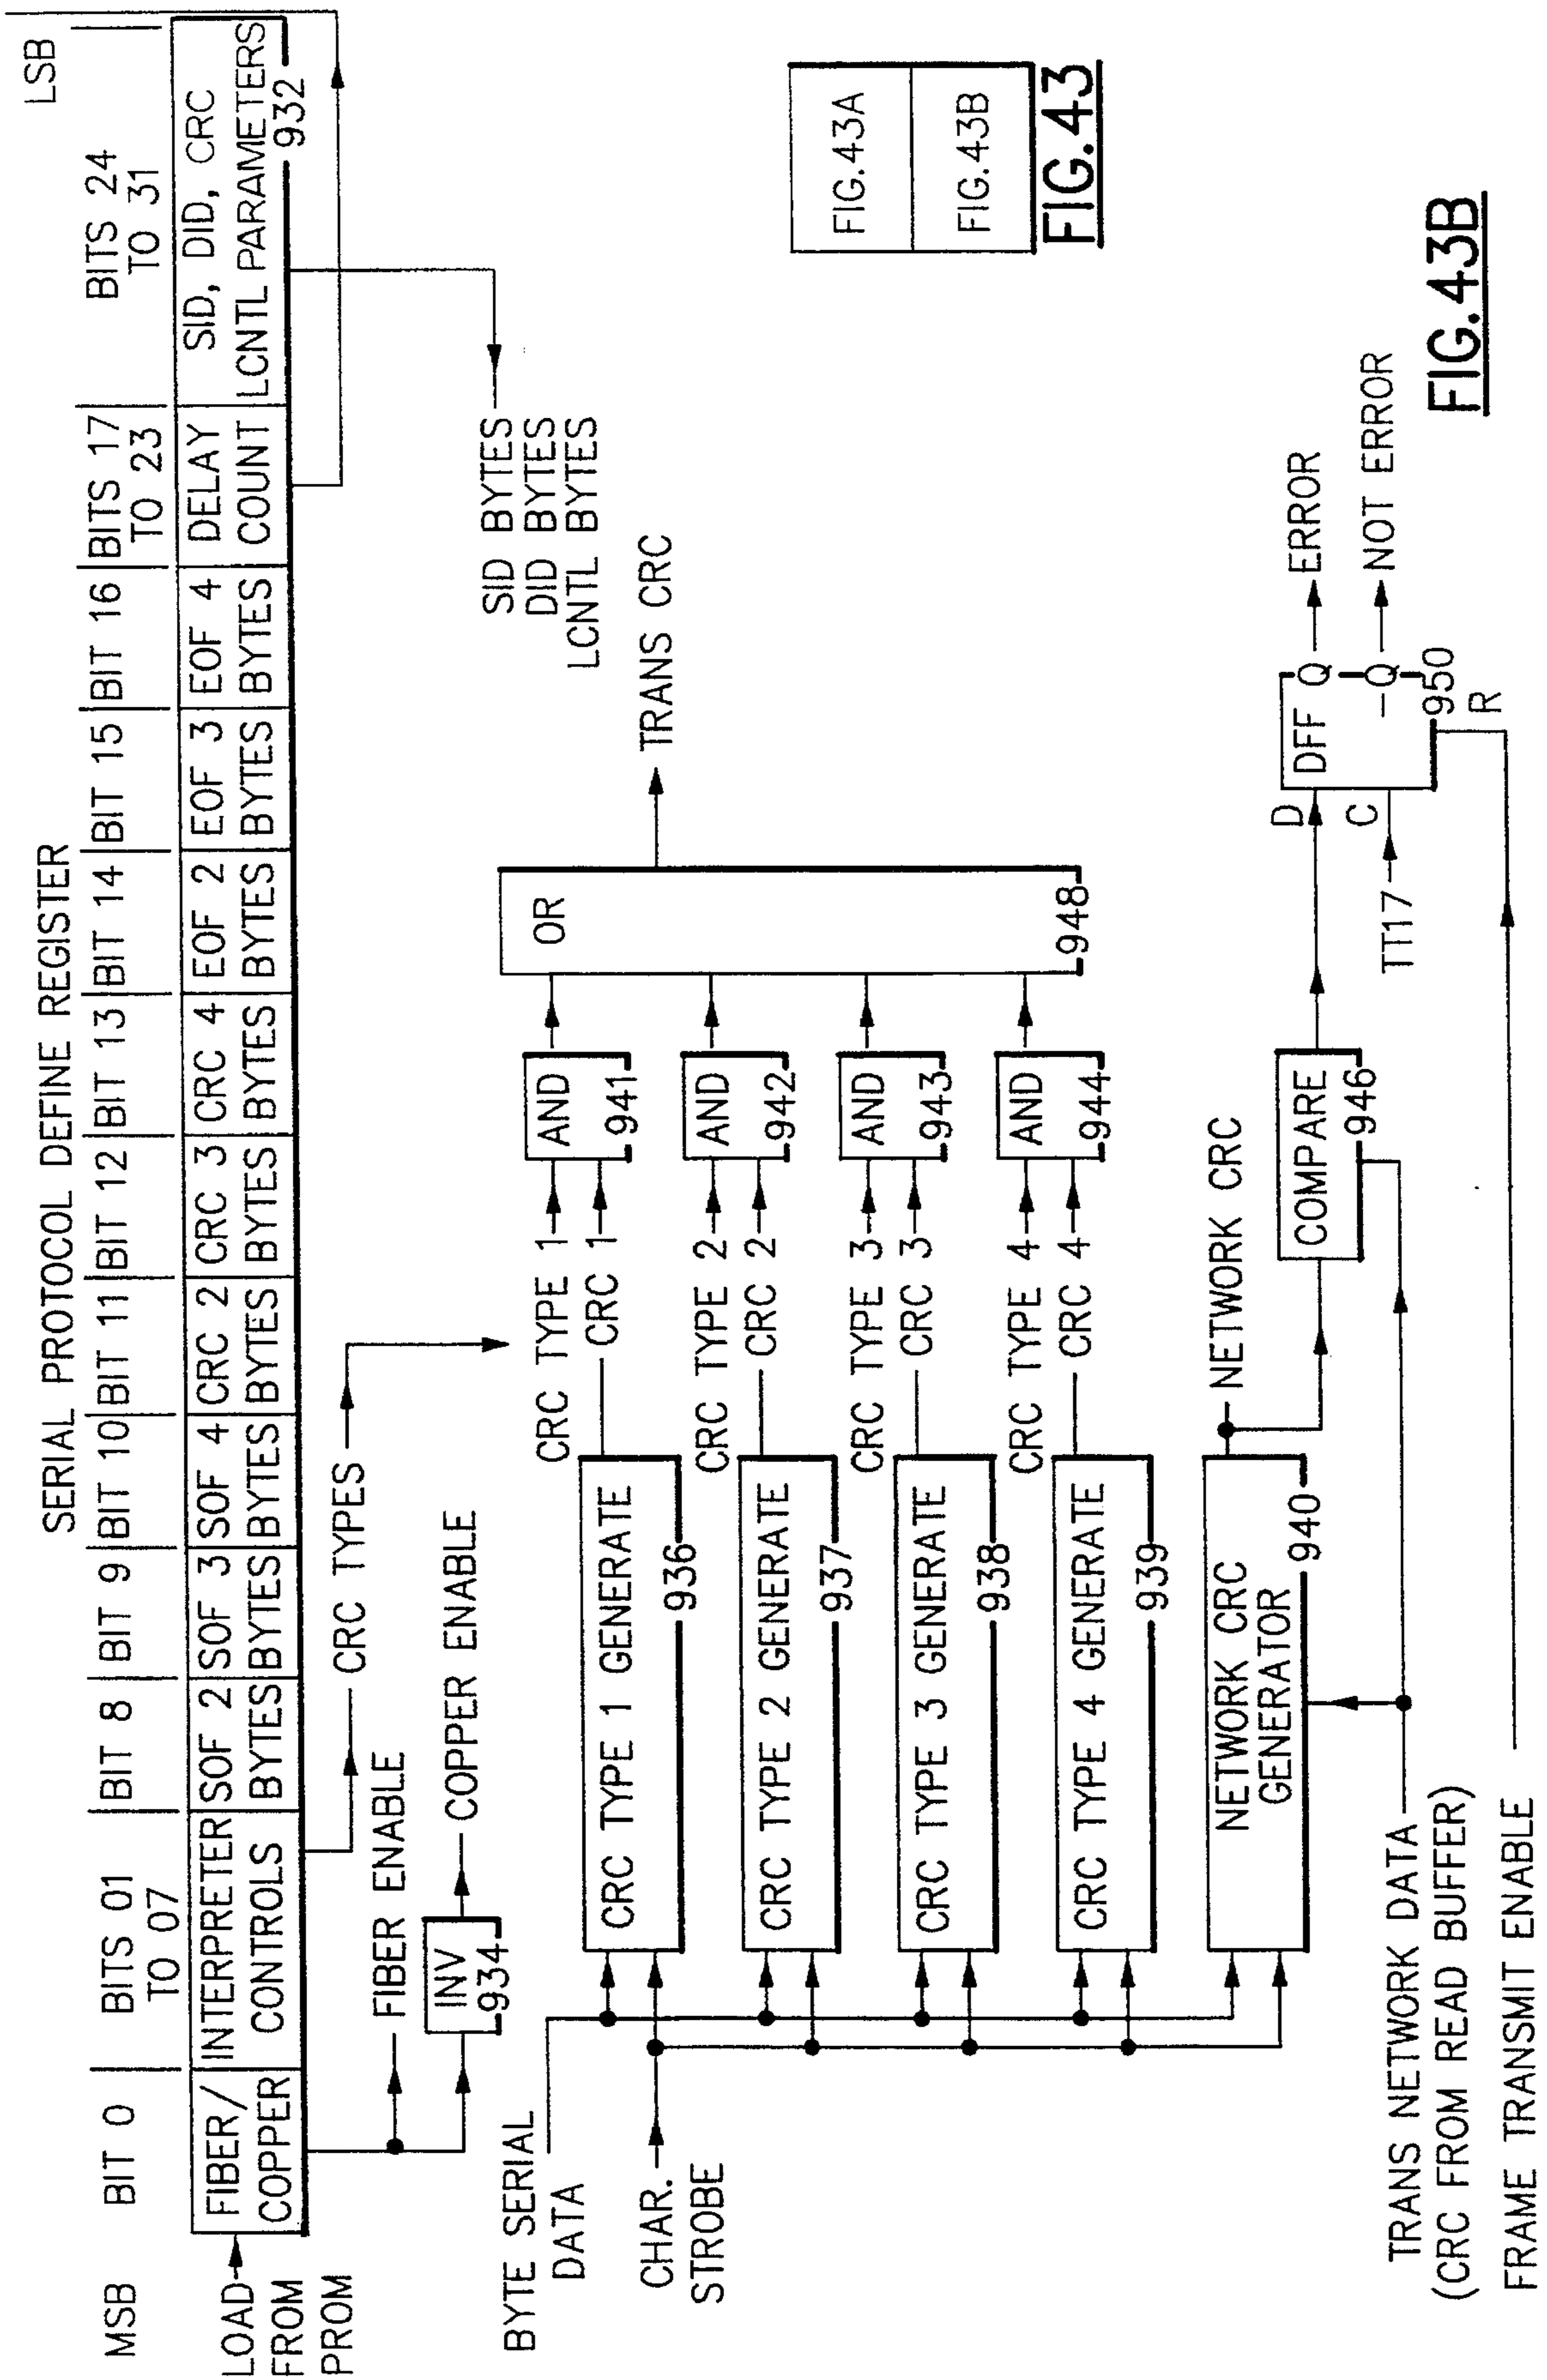 SERIAL PROTOCOL DEFINE REGISTER
MSB
BIT 0
BITS 01
TO 07
BIT 8
BIT 9
BIT 10
BIT 11
BIT 12
BIT 13
BIT 14
BIT 15
BIT 16
BITS 17
TO 23
BITS 24
TO 31
LSB
LOAD
FROM
PROM
FIBER/
COPPER
INTERPRETER
CONTROLS
SOF 2
BYTES
SOF 3
BYTES
SOF 4
BYTES
CRC 2
BYTES
CRC 3
BYTES
CRC 4
BYTES
EOF 2
BYTES
EOF 3
BYTES
EOF 4
BYTES
DELAY
COUNT
SID, DID, CRC
LCNTL PARAMETERS
932
CRC TYPES
FIBER ENABLE
INV
934
COPPER ENABLE
SID BYTES
DID BYTES
LCNTL BYTES
BYTE SERIAL
DATA
CHAR.
STROBE
CRC TYPE 1 GENERATE
936
CRC TYPE 1
CRC 1
AND
941
CRC TYPE 2 GENERATE
937
CRC TYPE 2
CRC 2
AND
942
CRC TYPE 3 GENERATE
938
CRC TYPE 3
CRC 3
AND
943
CRC TYPE 4 GENERATE
939
CRC TYPE 4
CRC 4
AND
944
OR
948
TRANS CRC
NETWORK CRC
GENERATOR
940
NETWORK CRC
COMPARE
946
TT17
D
C
DFF
Q
-Q
950
R
ERROR
NOT ERROR
TRANS NETWORK DATA
(CRC FROM READ BUFFER)
FRAME TRANSMIT ENABLE
FIG.43A
FIG.43B
FIG.43
FIG.43B